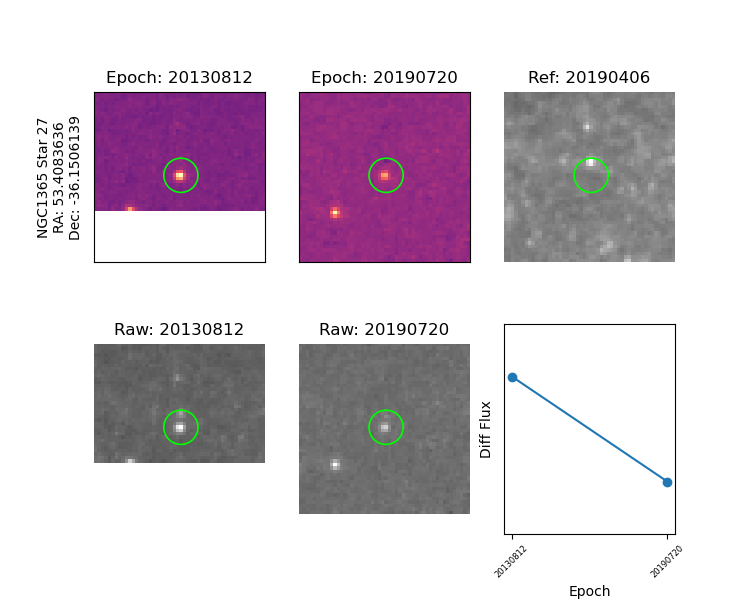 NGC1365 Star 27
RA: 53.4083636
Dec: -36.1506139
Epoch: 20130812
Epoch: 20190720
Ref: 20190406
Raw: 20130812
Raw: 20190720
Diff Flux
20130812
20190720
Epoch